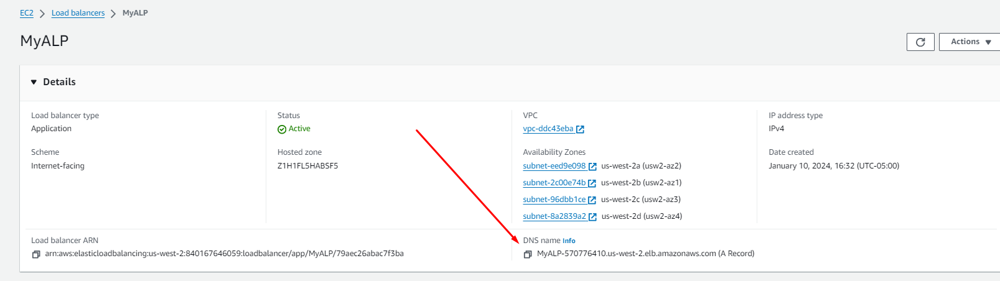 EC2 > Load balancers > MyALP
MyALP
Actions
Details
Load balancer type
Application
Status
Active
VPC
vpc-ddc43eba
IP address type
IPv4
Scheme
Internet-facing
Hosted zone
Z1H1FL5HABSF5
Availability Zones
subnet-eed9e098 us-west-2a (usw2-az2)
subnet-2c00e74b us-west-2b (usw2-az1)
subnet-96dbb1ce us-west-2c (usw2-az3)
subnet-8a2839a2 us-west-2d (usw2-az4)
Date created
January 10, 2024, 16:32 (UTC-05:00)
Load balancer ARN
arn:aws:elasticloadbalancing:us-west-2:840167646059:loadbalancer/app/MyALP/79aec26abac7f3ba
DNS name Info
MyALP-570776410.us-west-2.elb.amazonaws.com (A Record)